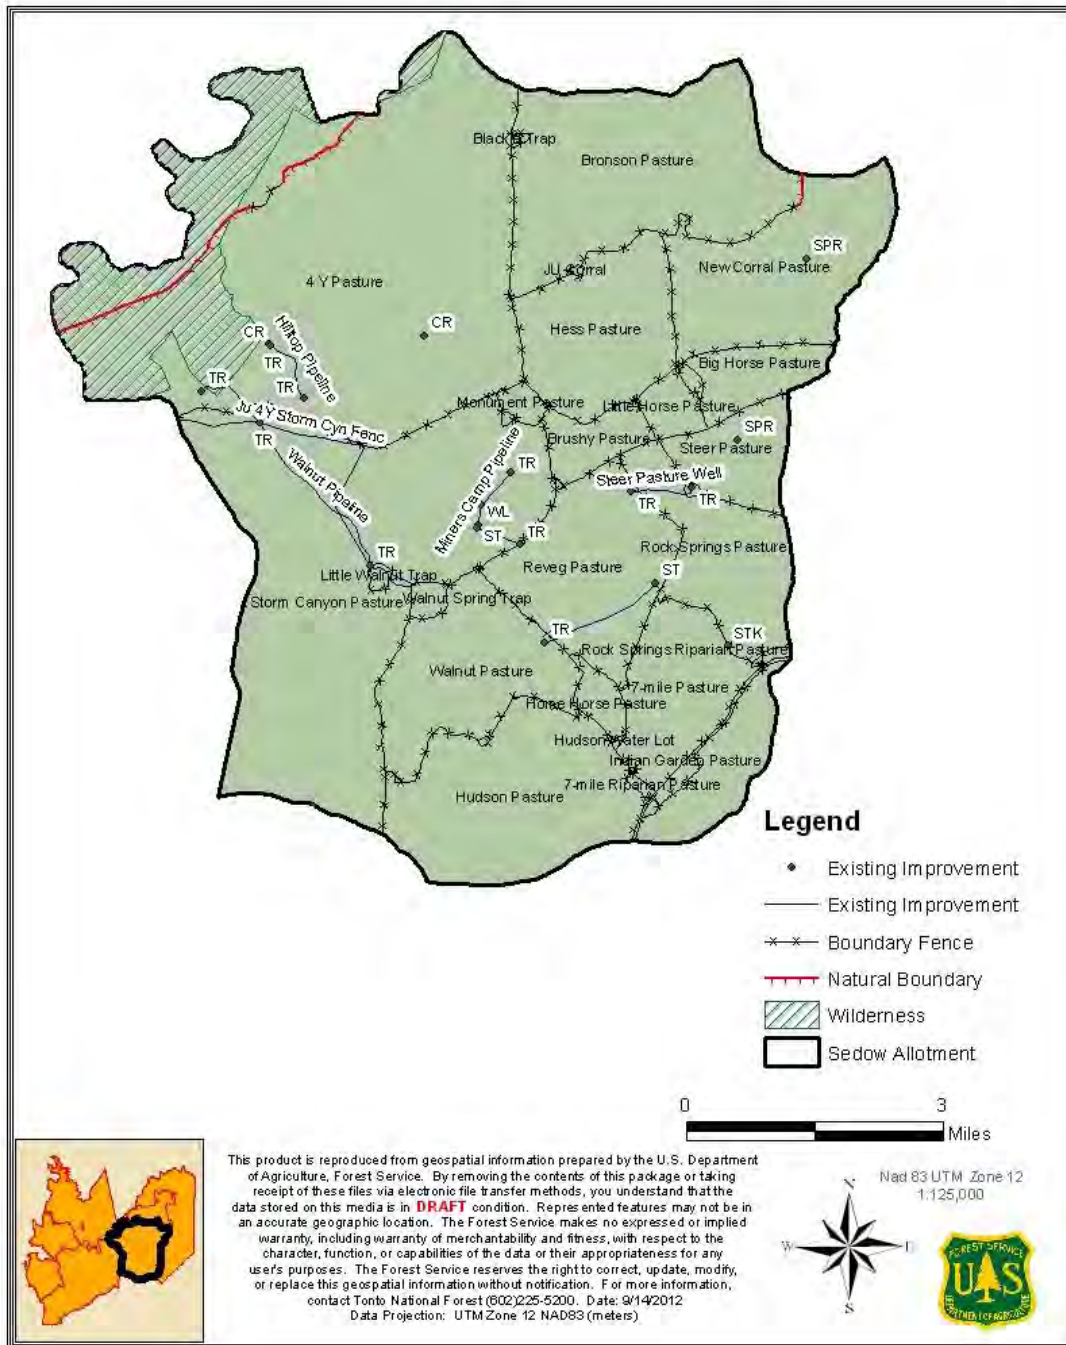 Black Trap
Bronson Pasture
SPR
JU Corral
New Corral Pasture
4 Y Pasture
CR
Hess Pasture
CR
Hilltop Pipeline
TR
Big Horse Pasture
TR
TR
Monument Pasture
Little Horse Pasture
JU 4Y Storm Cyn Fenc
TR
Brushy Pasture
SPR
Steer Pasture
Walnut Pipeline
Miners Camp Pipeline
TR
Steer Pasture Well
TR
TR
WL
ST
TR
Rock Springs Pasture
TR
Little Walnut Trap
Reveg Pasture
ST
Storm Canyon Pasture
Walnut Spring Trap
TR
STK
Rock Springs Riparian Pasture
Walnut Pasture
7-mile Pasture
Home Horse Pasture
Hudson Water Lot
Indian Garden Pasture
7-mile Riparian Pasture
Hudson Pasture
Legend
Existing Improvement
Existing Improvement
Boundary Fence
Natural Boundary
Wilderness
Sedow Allotment
0 3
Miles
This product is reproduced from geospatial information prepared by the U.S. Department
of Agriculture, Forest Service. By removing the contents of this package or taking
receipt of these files via electronic file transfer methods, you understand that the
data stored on this media is in DRAFT condition. Represented features may not be in
an accurate geographic location. The Forest Service makes no expressed or implied
warranty, including warranty of merchantability and fitness, with respect to the
character, function, or capabilities of the data or their appropriateness for any
user's purposes. The Forest Service reserves the right to correct, update, modify,
or replace this geospatial information without notification. For more information,
contact Tonto National Forest (602)225-5200. Date: 9/14/2012
Data Projection: UTM Zone 12 NAD83 (meters)
Nad 83 UTM Zone 12
1:125,000
N
W
E
S
FOREST SERVICE
U S
DEPARTMENT OF AGRICULTURE